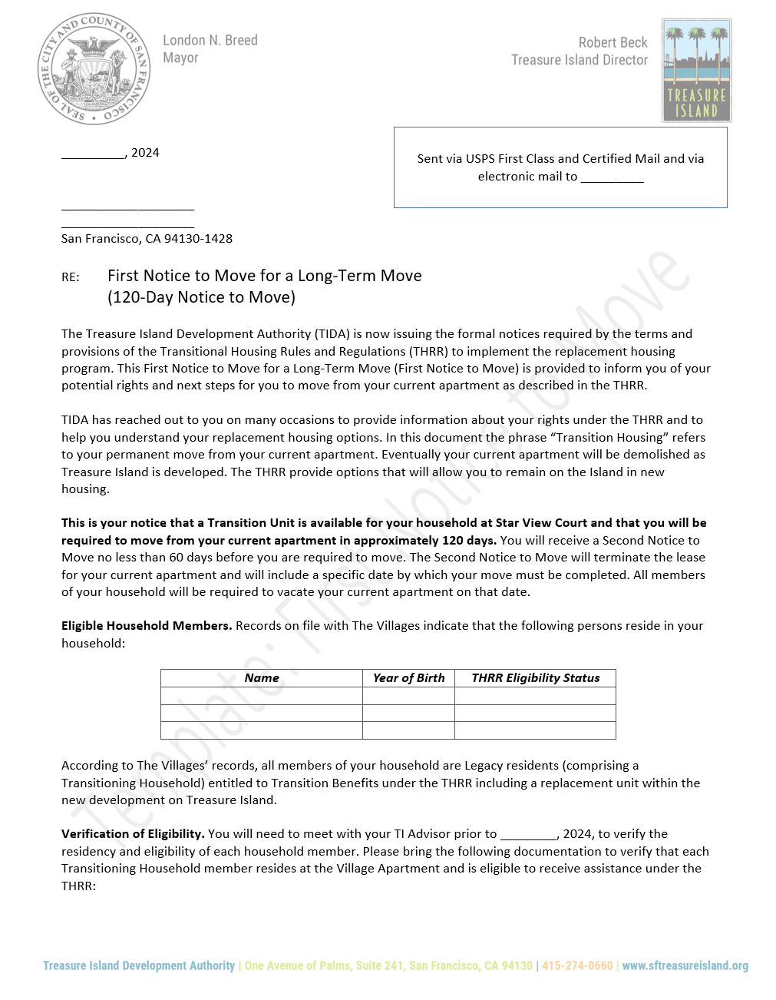 SEAL OF THE CITY AND COUNTY OF SAN FRANCISCO
London N. Breed
Mayor
Robert Beck
Treasure Island Director
TREASURE
ISLAND
_________, 2024
Sent via USPS First Class and Certified Mail and via
electronic mail to _________
___________________
___________________
San Francisco, CA 94130-1428
RE: First Notice to Move for a Long-Term Move
(120-Day Notice to Move)
The Treasure Island Development Authority (TIDA) is now issuing the formal notices required by the terms and
provisions of the Transitional Housing Rules and Regulations (THRR) to implement the replacement housing
program. This First Notice to Move for a Long-Term Move (First Notice to Move) is provided to inform you of your
potential rights and next steps for you to move from your current apartment as described in the THRR.
TIDA has reached out to you on many occasions to provide information about your rights under the THRR and to
help you understand your replacement housing options. In this document the phrase “Transition Housing” refers
to your permanent move from your current apartment. Eventually your current apartment will be demolished as
Treasure Island is developed. The THRR provide options that will allow you to remain on the Island in new
housing.
This is your notice that a Transition Unit is available for your household at Star View Court and that you will be
required to move from your current apartment in approximately 120 days. You will receive a Second Notice to
Move no less than 60 days before you are required to move. The Second Notice to Move will terminate the lease
for your current apartment and will include a specific date by which your move must be completed. All members
of your household will be required to vacate your current apartment on that date.
Eligible Household Members. Records on file with The Villages indicate that the following persons reside in your
household:
Name Year of Birth THRR Eligibility Status
According to The Villages’ records, all members of your household are Legacy residents (comprising a
Transitioning Household) entitled to Transition Benefits under the THRR including a replacement unit within the
new development on Treasure Island.
Verification of Eligibility. You will need to meet with your TI Advisor prior to ________, 2024, to verify the
residency and eligibility of each household member. Please bring the following documentation to verify that each
Transitioning Household member resides at the Village Apartment and is eligible to receive assistance under the
THRR:
Template: First Notice to Move
Treasure Island Development Authority | One Avenue of Palms, Suite 241, San Francisco, CA 94130 | 415-274-0660 | www.sftreasureisland.org